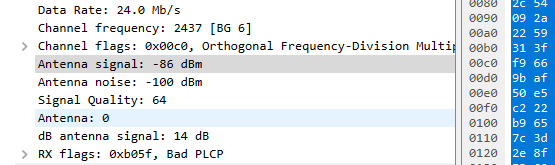 Data Rate: 24.0 Mb/s
Channel frequency: 2437 [BG 6]
Channel flags: 0x00c0, Orthogonal Frequency-Division Multip
Antenna signal: -86 dBm
Antenna noise: -100 dBm
Signal Quality: 64
Antenna: 0
dB antenna signal: 14 dB
RX flags: 0xb05f, Bad PLCP
0080 2c 54
0090 09 2a
00a0 22 59
00b0 31 3f
00c0 f9 66
00d0 9b af
00e0 50 e5
00f0 c2 22
0100 b9 65
0110 7c 3d
0120 2e 8f